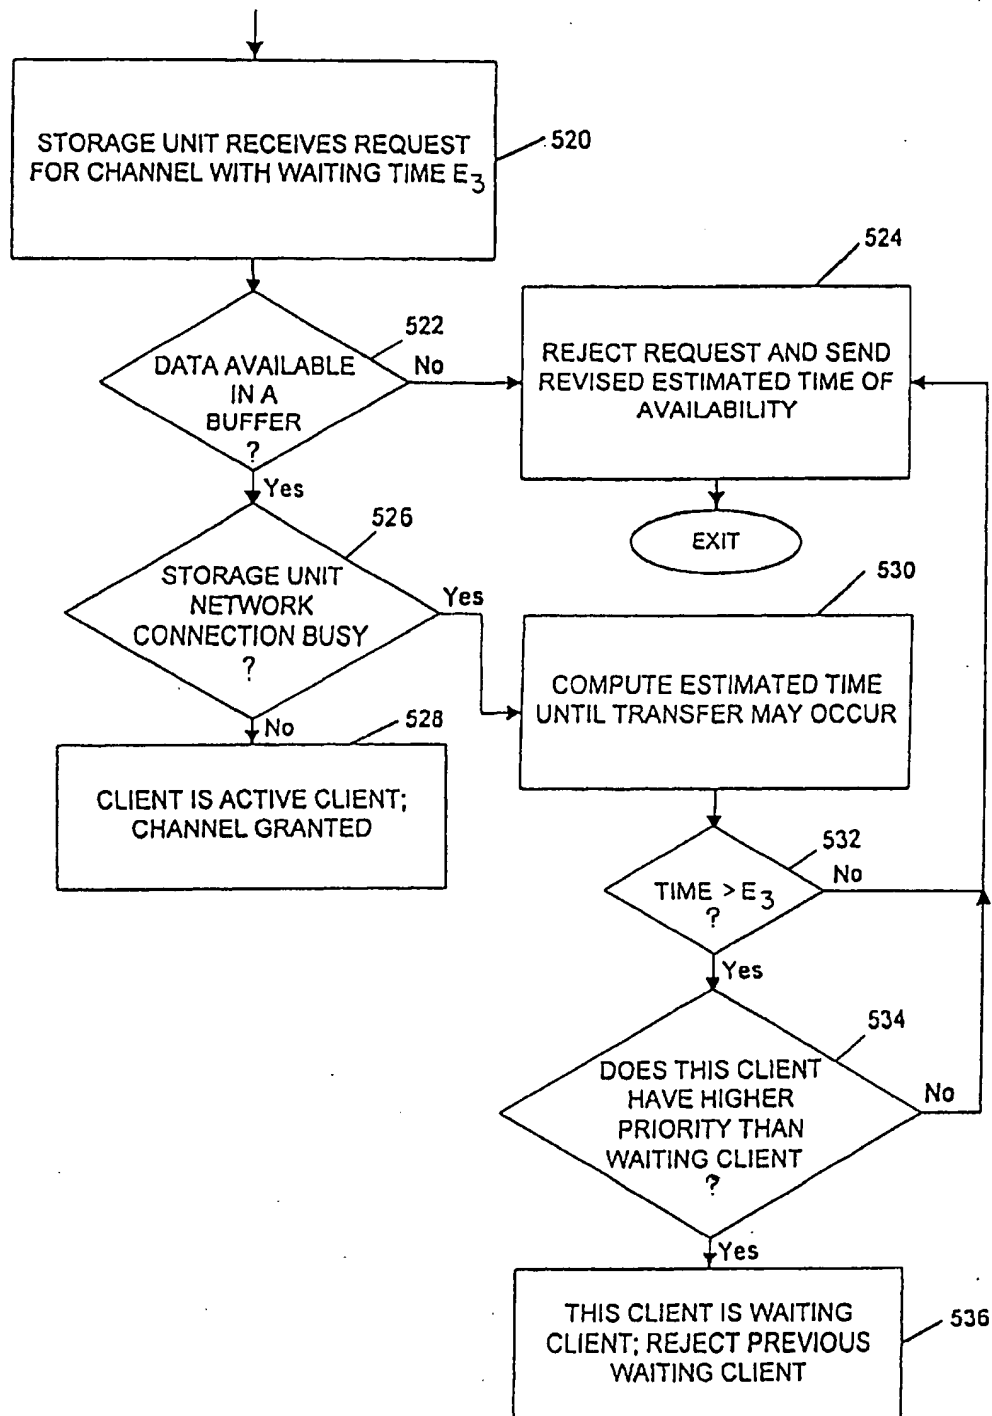 STORAGE UNIT RECEIVES REQUEST
FOR CHANNEL WITH WAITING TIME E3
520
DATA AVAILABLE
IN A
BUFFER
?
522
No
Yes
524
REJECT REQUEST AND SEND
REVISED ESTIMATED TIME OF
AVAILABILITY
EXIT
STORAGE UNIT
NETWORK
CONNECTION BUSY
?
526
Yes
No
528
CLIENT IS ACTIVE CLIENT;
CHANNEL GRANTED
530
COMPUTE ESTIMATED TIME
UNTIL TRANSFER MAY OCCUR
532
TIME > E3
?
No
Yes
534
DOES THIS CLIENT
HAVE HIGHER
PRIORITY THAN
WAITING CLIENT
?
No
Yes
THIS CLIENT IS WAITING
CLIENT; REJECT PREVIOUS
WAITING CLIENT
536